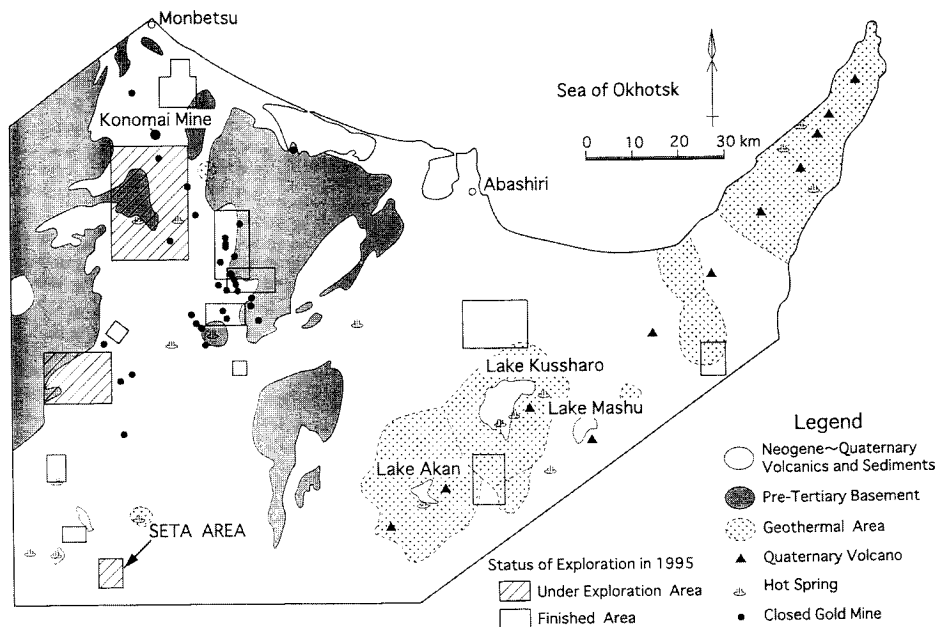 Monbetsu
Sea of Okhotsk
Konomai Mine
0 10 20 30 km
Abashiri
Lake Kussharo
Lake Mashu
Lake Akan
SETA AREA
Legend
Neogene~Quaternary
Volcanics and Sediments
Pre-Tertiary Basement
Geothermal Area
Quaternary Volcano
Hot Spring
Closed Gold Mine
Status of Exploration in 1995
Under Exploration Area
Finished Area